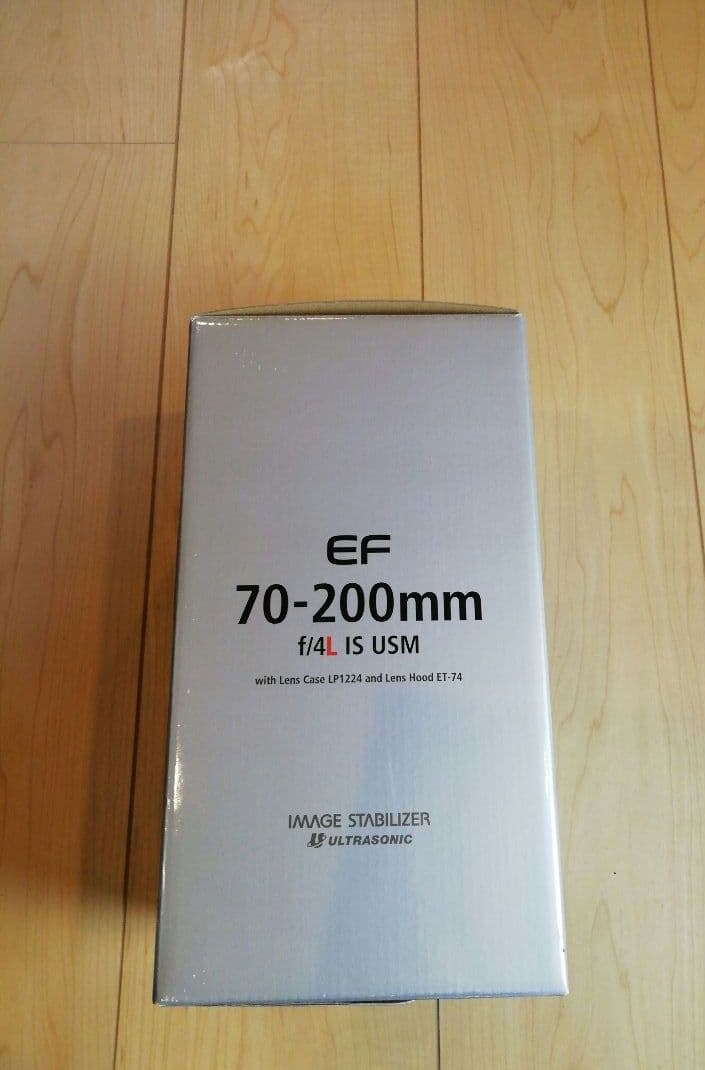 EF
70-200mm
f/4L IS USM
with Lens Case LP1224 and Lens Hood ET-74
IMAGE STABILIZER
ULTRASONIC